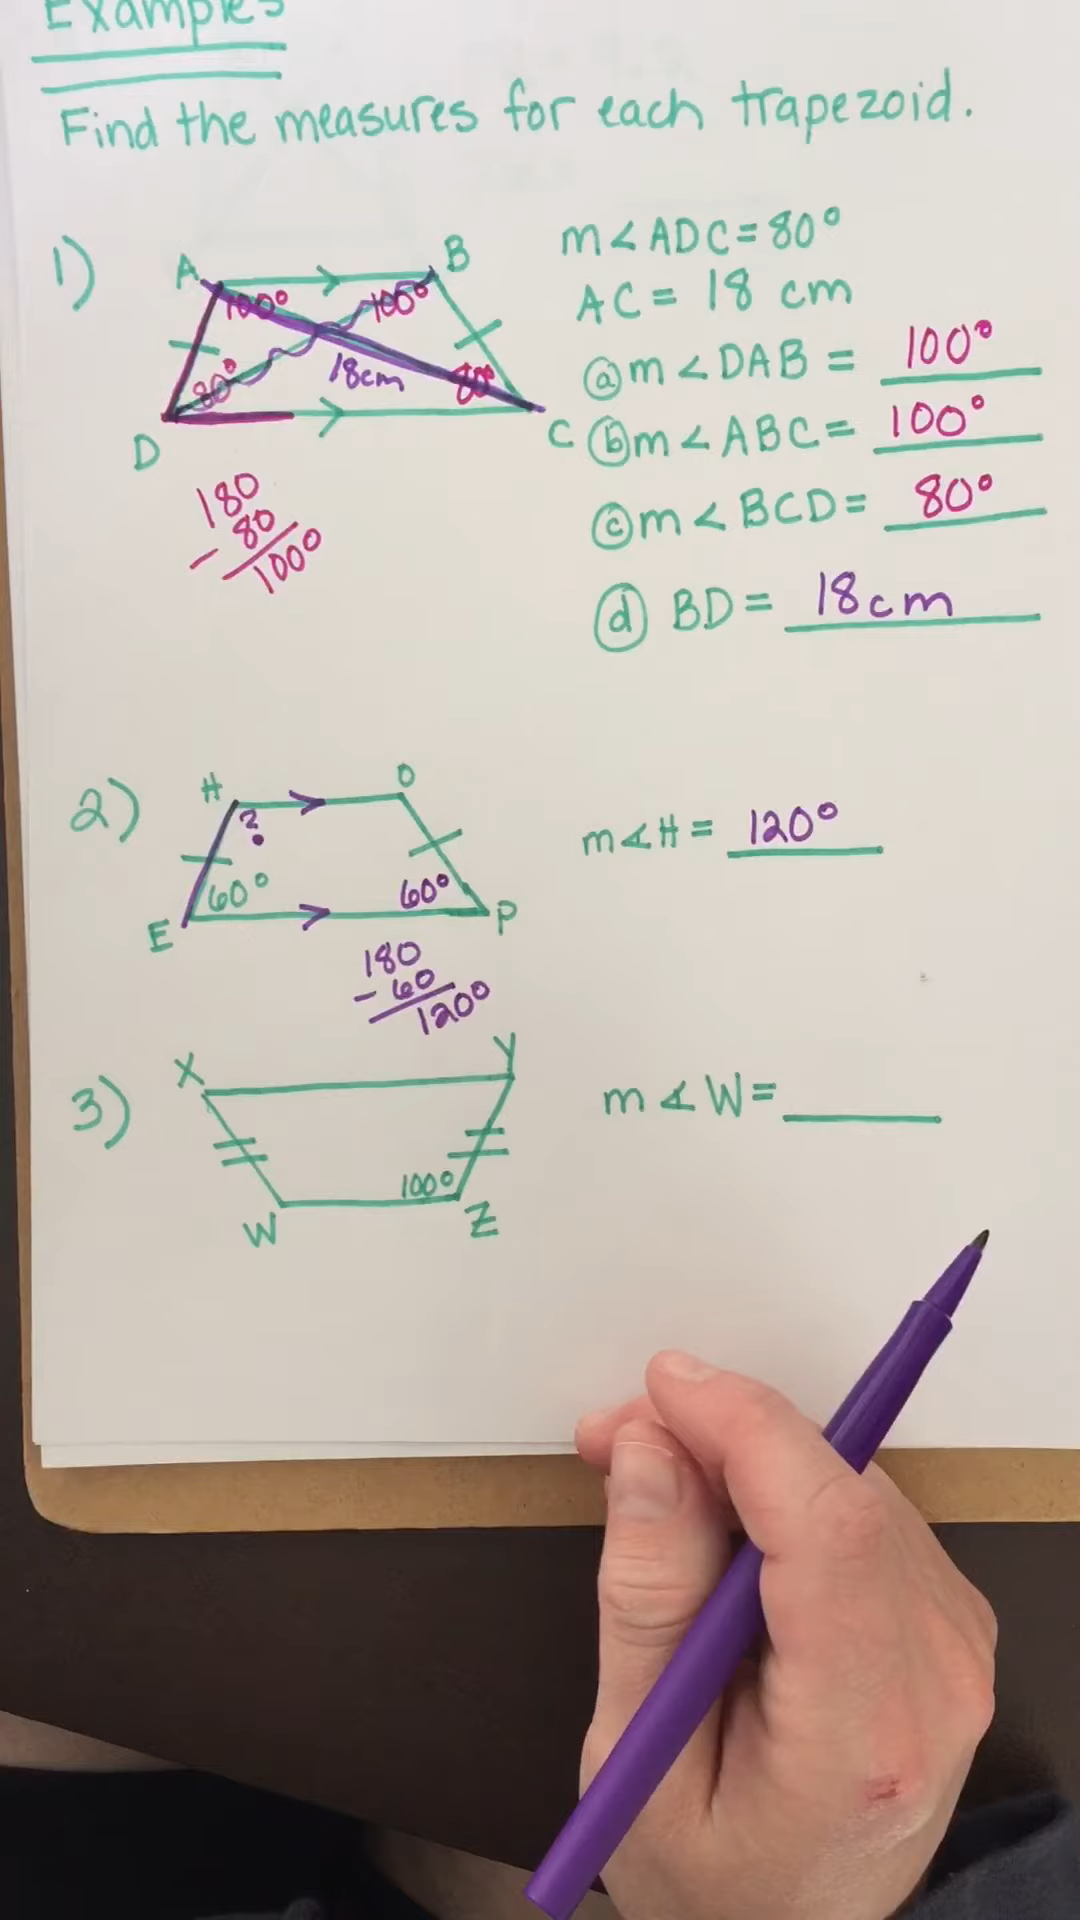 Examples
Find the measures for each trapezoid.
1)
A
B
100°
100°
80°
18cm
80°
D
C
180
- 80
100°
m∠ADC=80°
AC = 18 cm
ⓐ m∠DAB = 100°
ⓑ m∠ABC = 100°
ⓒ m∠BCD = 80°
ⓓ BD = 18cm
2)
H
O
?
60°
60°
E
P
180
- 60
120°
m∡H = 120°
3)
X
Y
100°
W
Z
m∡W=